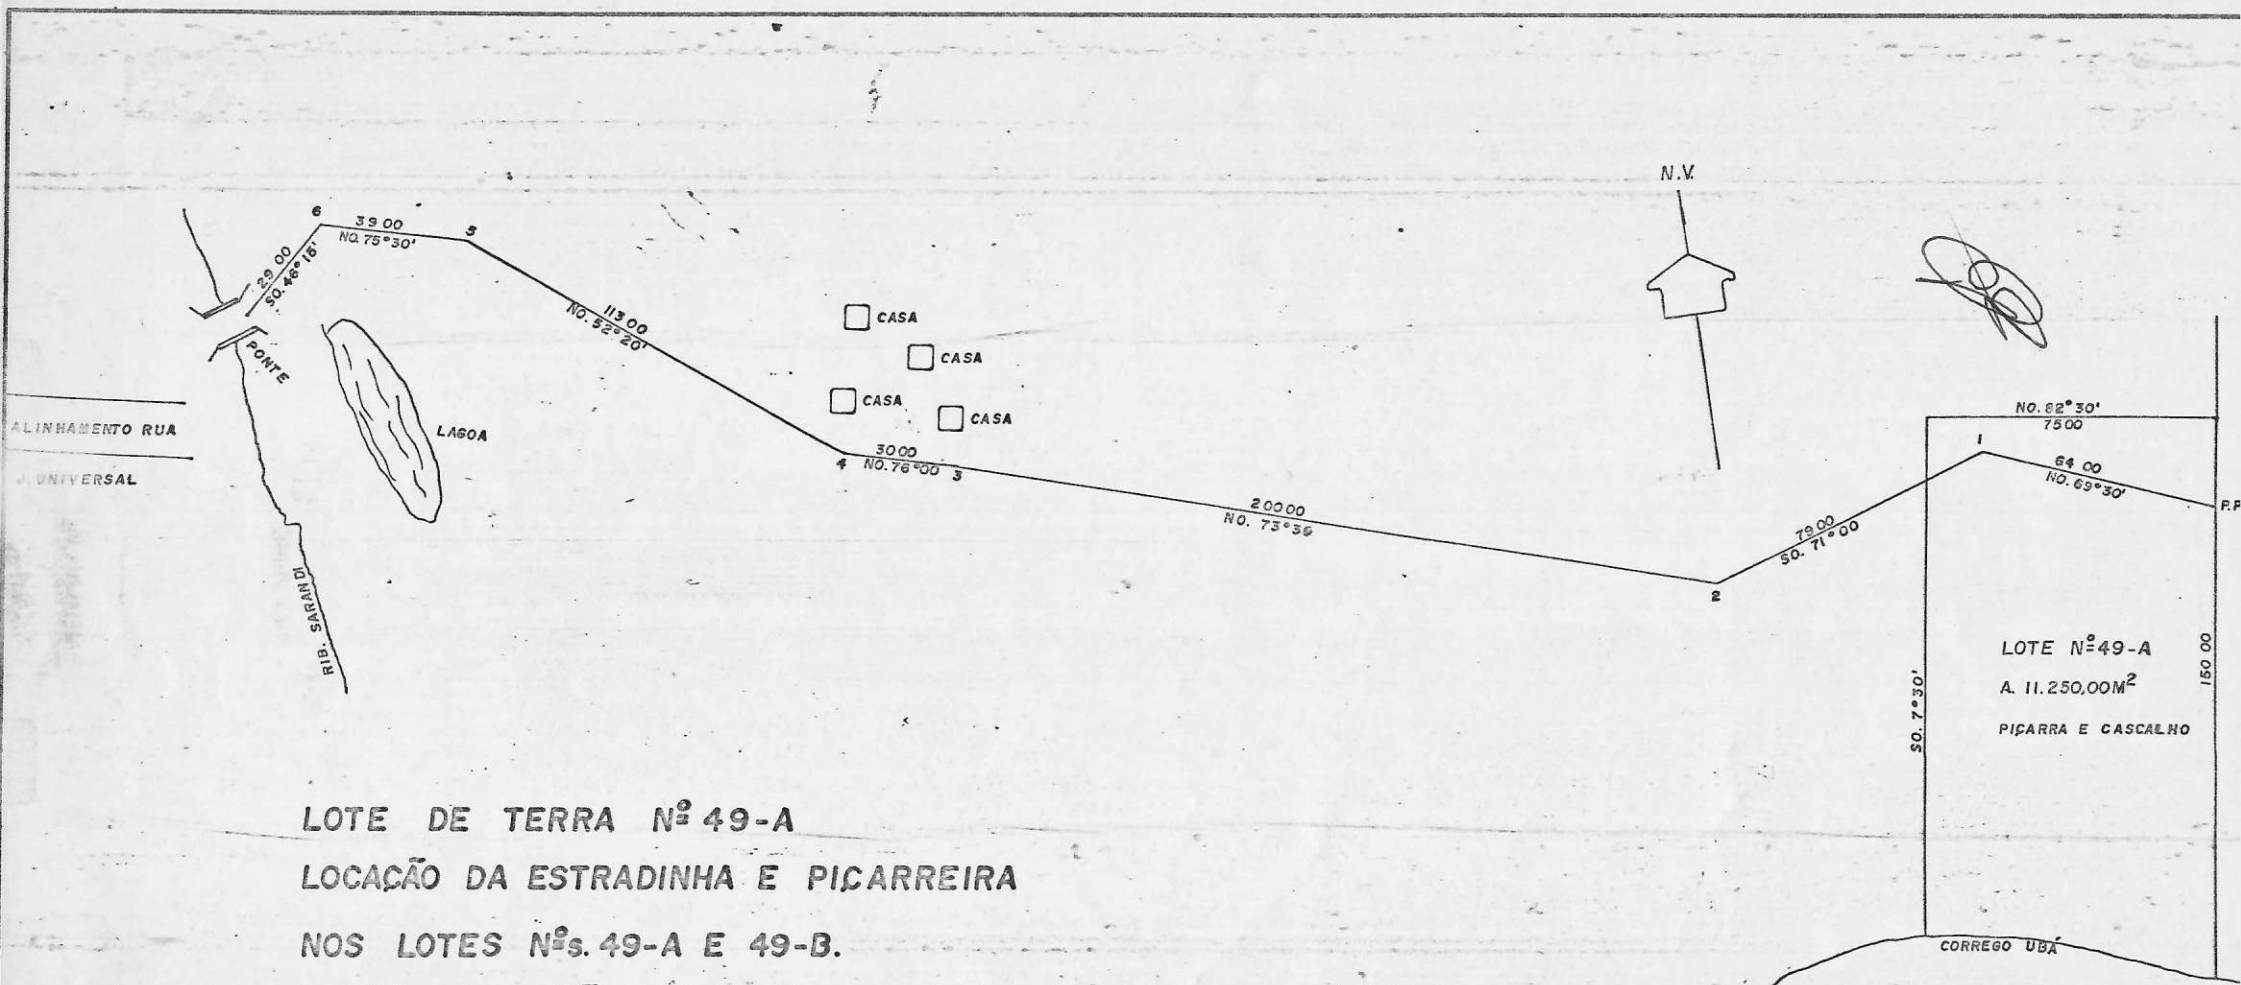 N.V.
6
39 00
NO. 75°30'
5
29 00
SO. 46°15'
113 00
NO. 52°20'
CASA
CASA
CASA
CASA
PONTE
LAGOA
ALINHAMENTO RUA
J. UNIVERSAL
RIB. SARANDI
4
30 00
NO. 76°00
3
200 00
NO. 73°30
2
79 00
SO. 71°00
1
NO. 82°30'
75 00
64 00
NO. 69°30'
P.P
SO. 7°30'
150 00
LOTE Nº 49-A
A. 11.250,00M²
PIÇARRA E CASCALHO
CORREGO UBÁ
LOTE DE TERRA Nº 49-A
LOCAÇÃO DA ESTRADINHA E PIÇARREIRA
NOS LOTES Nºs. 49-A E 49-B.